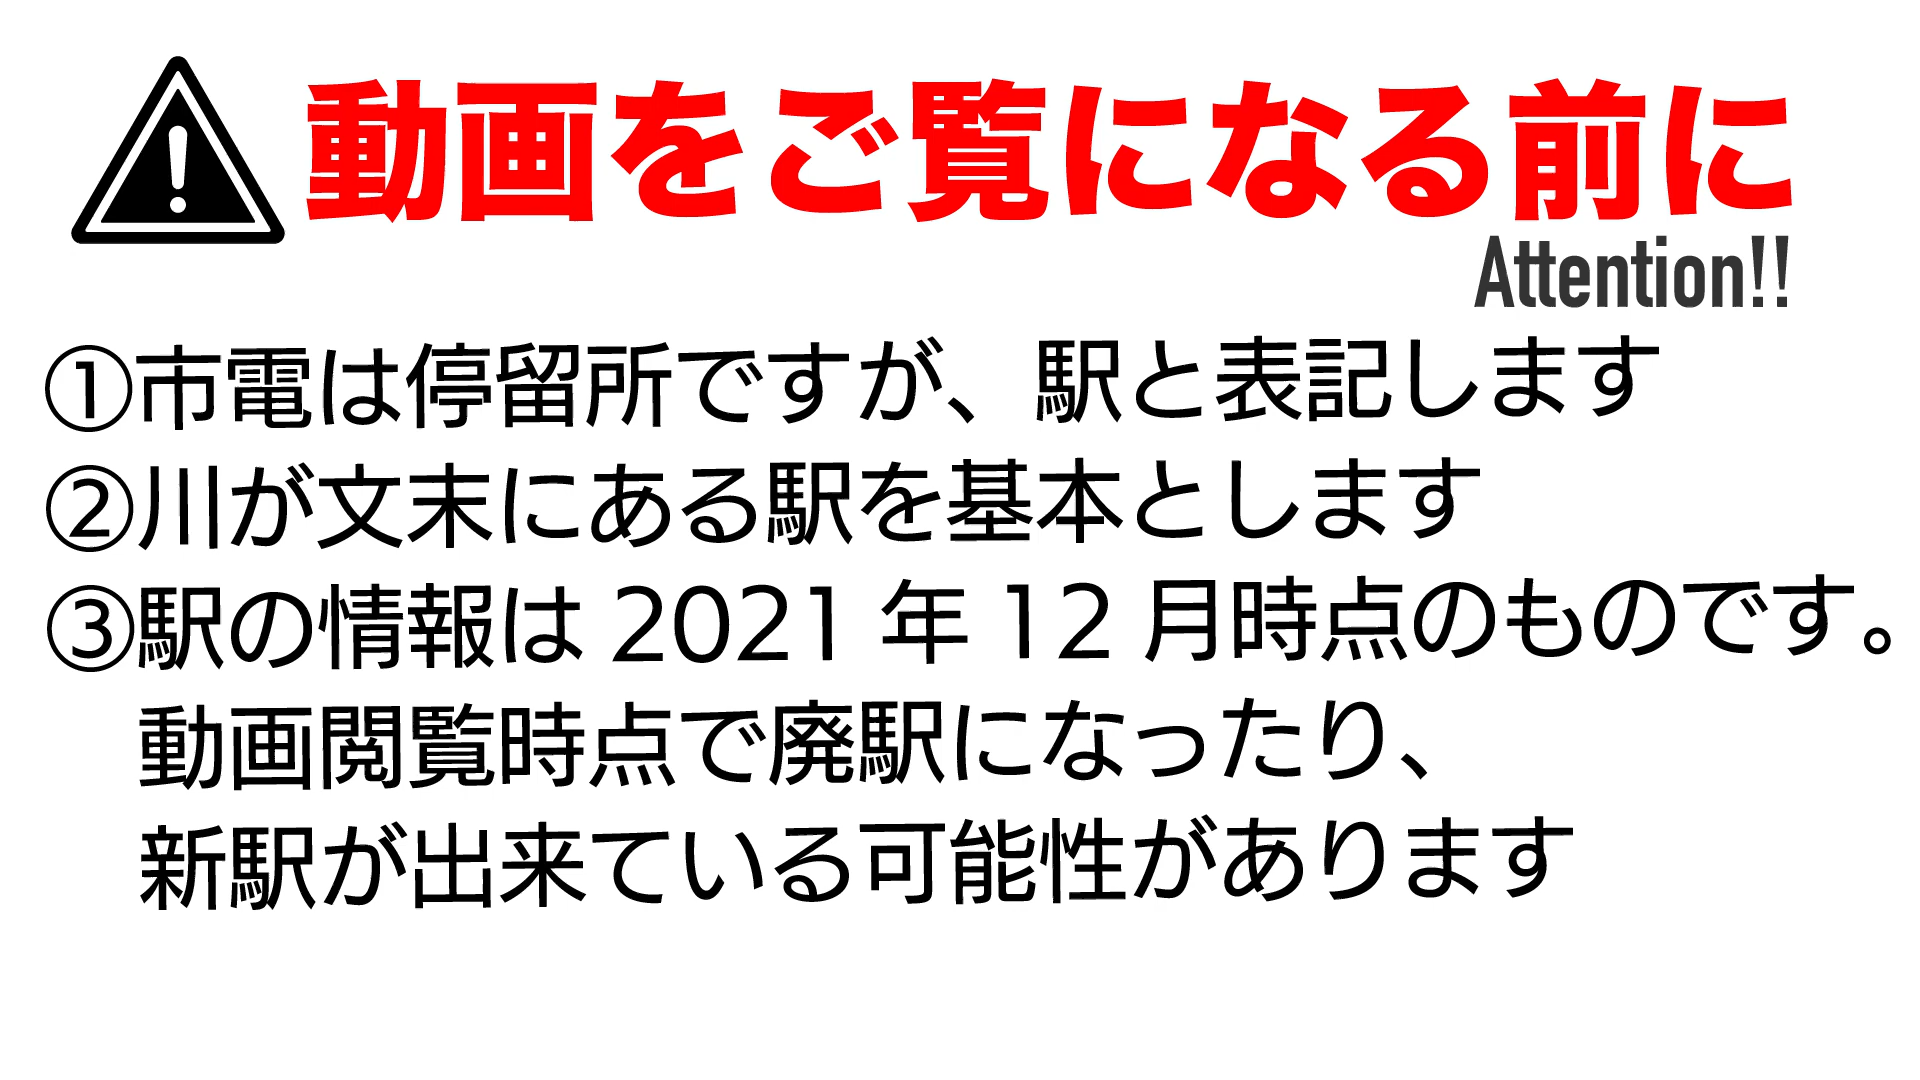 動画をご覧になる前に
Attention!!
①市電は停留所ですが、駅と表記します
②川が文末にある駅を基本とします
③駅の情報は 2021 年 12 月時点のものです。
動画閲覧時点で廃駅になったり、
新駅が出来ている可能性があります